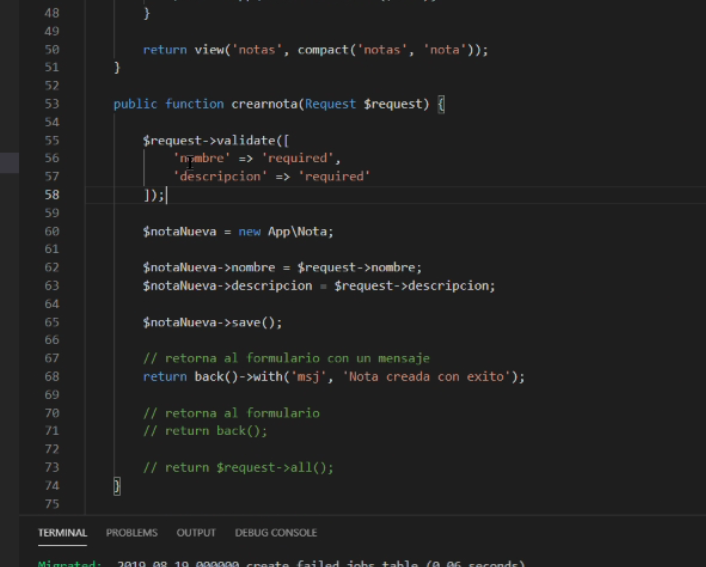 48 }
49
50 return view('notas', compact('notas', 'nota'));
51 }
52
53 public function crearnota(Request $request) {
54
55 $request->validate([
56 'nombre' => 'required',
57 'descripcion' => 'required'
58 ]);
59
60 $notaNueva = new App\Nota;
61
62 $notaNueva->nombre = $request->nombre;
63 $notaNueva->descripcion = $request->descripcion;
64
65 $notaNueva->save();
66
67 // retorna al formulario con un mensaje
68 return back()->with('msj', 'Nota creada con exito');
69
70 // retorna al formulario
71 // return back();
72
73 // return $request->all();
74 }
75
TERMINAL PROBLEMS OUTPUT DEBUG CONSOLE
Migrated: 2019_08_19_000000_create_failed_jobs_table (0.06 seconds)